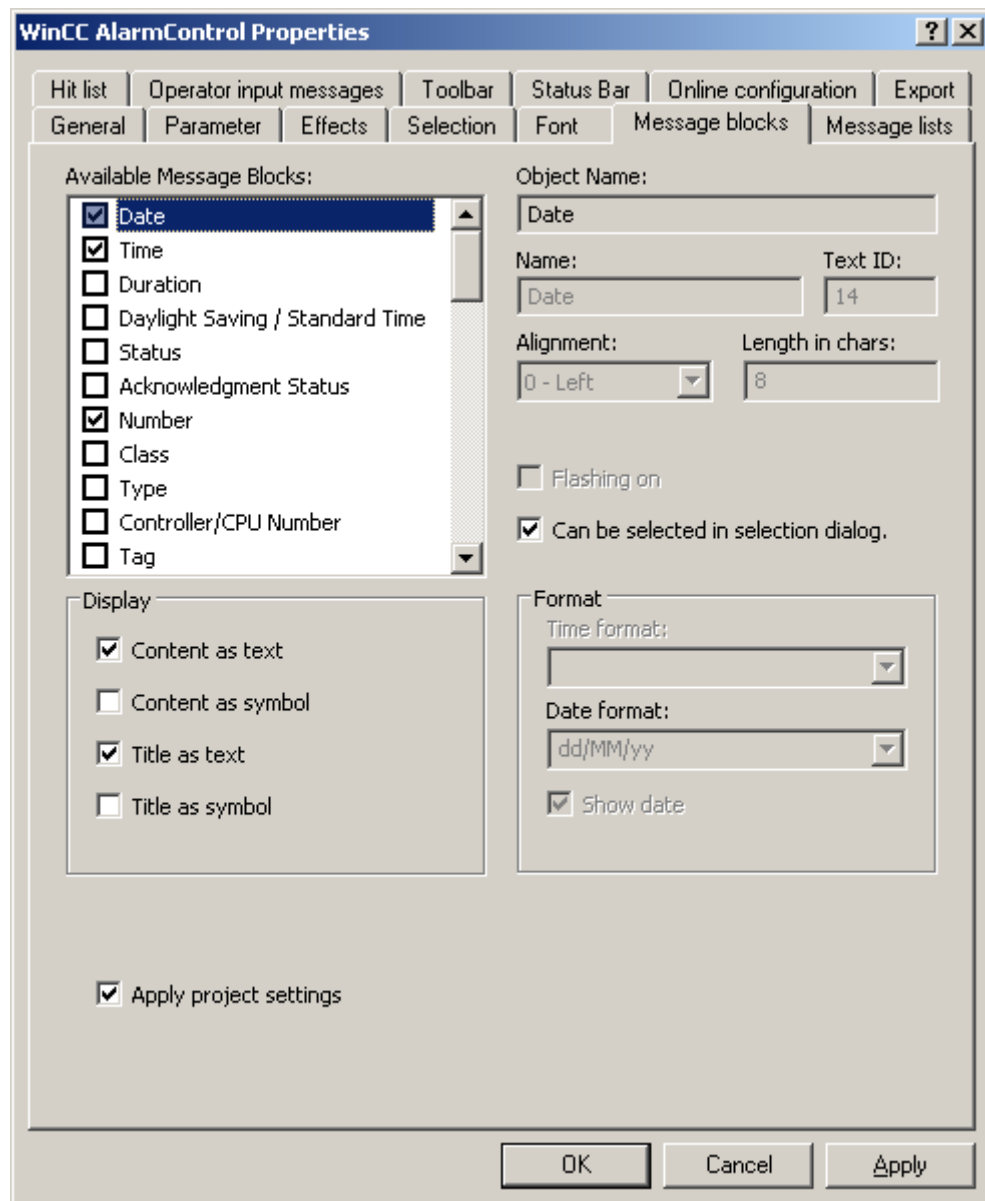 WinCC AlarmControl Properties
Hit list Operator input messages Toolbar Status Bar Online configuration Export
General Parameter Effects Selection Font Message blocks Message lists
Available Message Blocks:
Date
Time
Duration
Daylight Saving / Standard Time
Status
Acknowledgment Status
Number
Class
Type
Controller/CPU Number
Tag
Object Name:
Date
Name: Text ID:
Date 14
Alignment: Length in chars:
0 - Left 8
Flashing on
Can be selected in selection dialog.
Display
Content as text
Content as symbol
Title as text
Title as symbol
Format
Time format:
Date format:
dd/MM/yy
Show date
Apply project settings
OK Cancel Apply